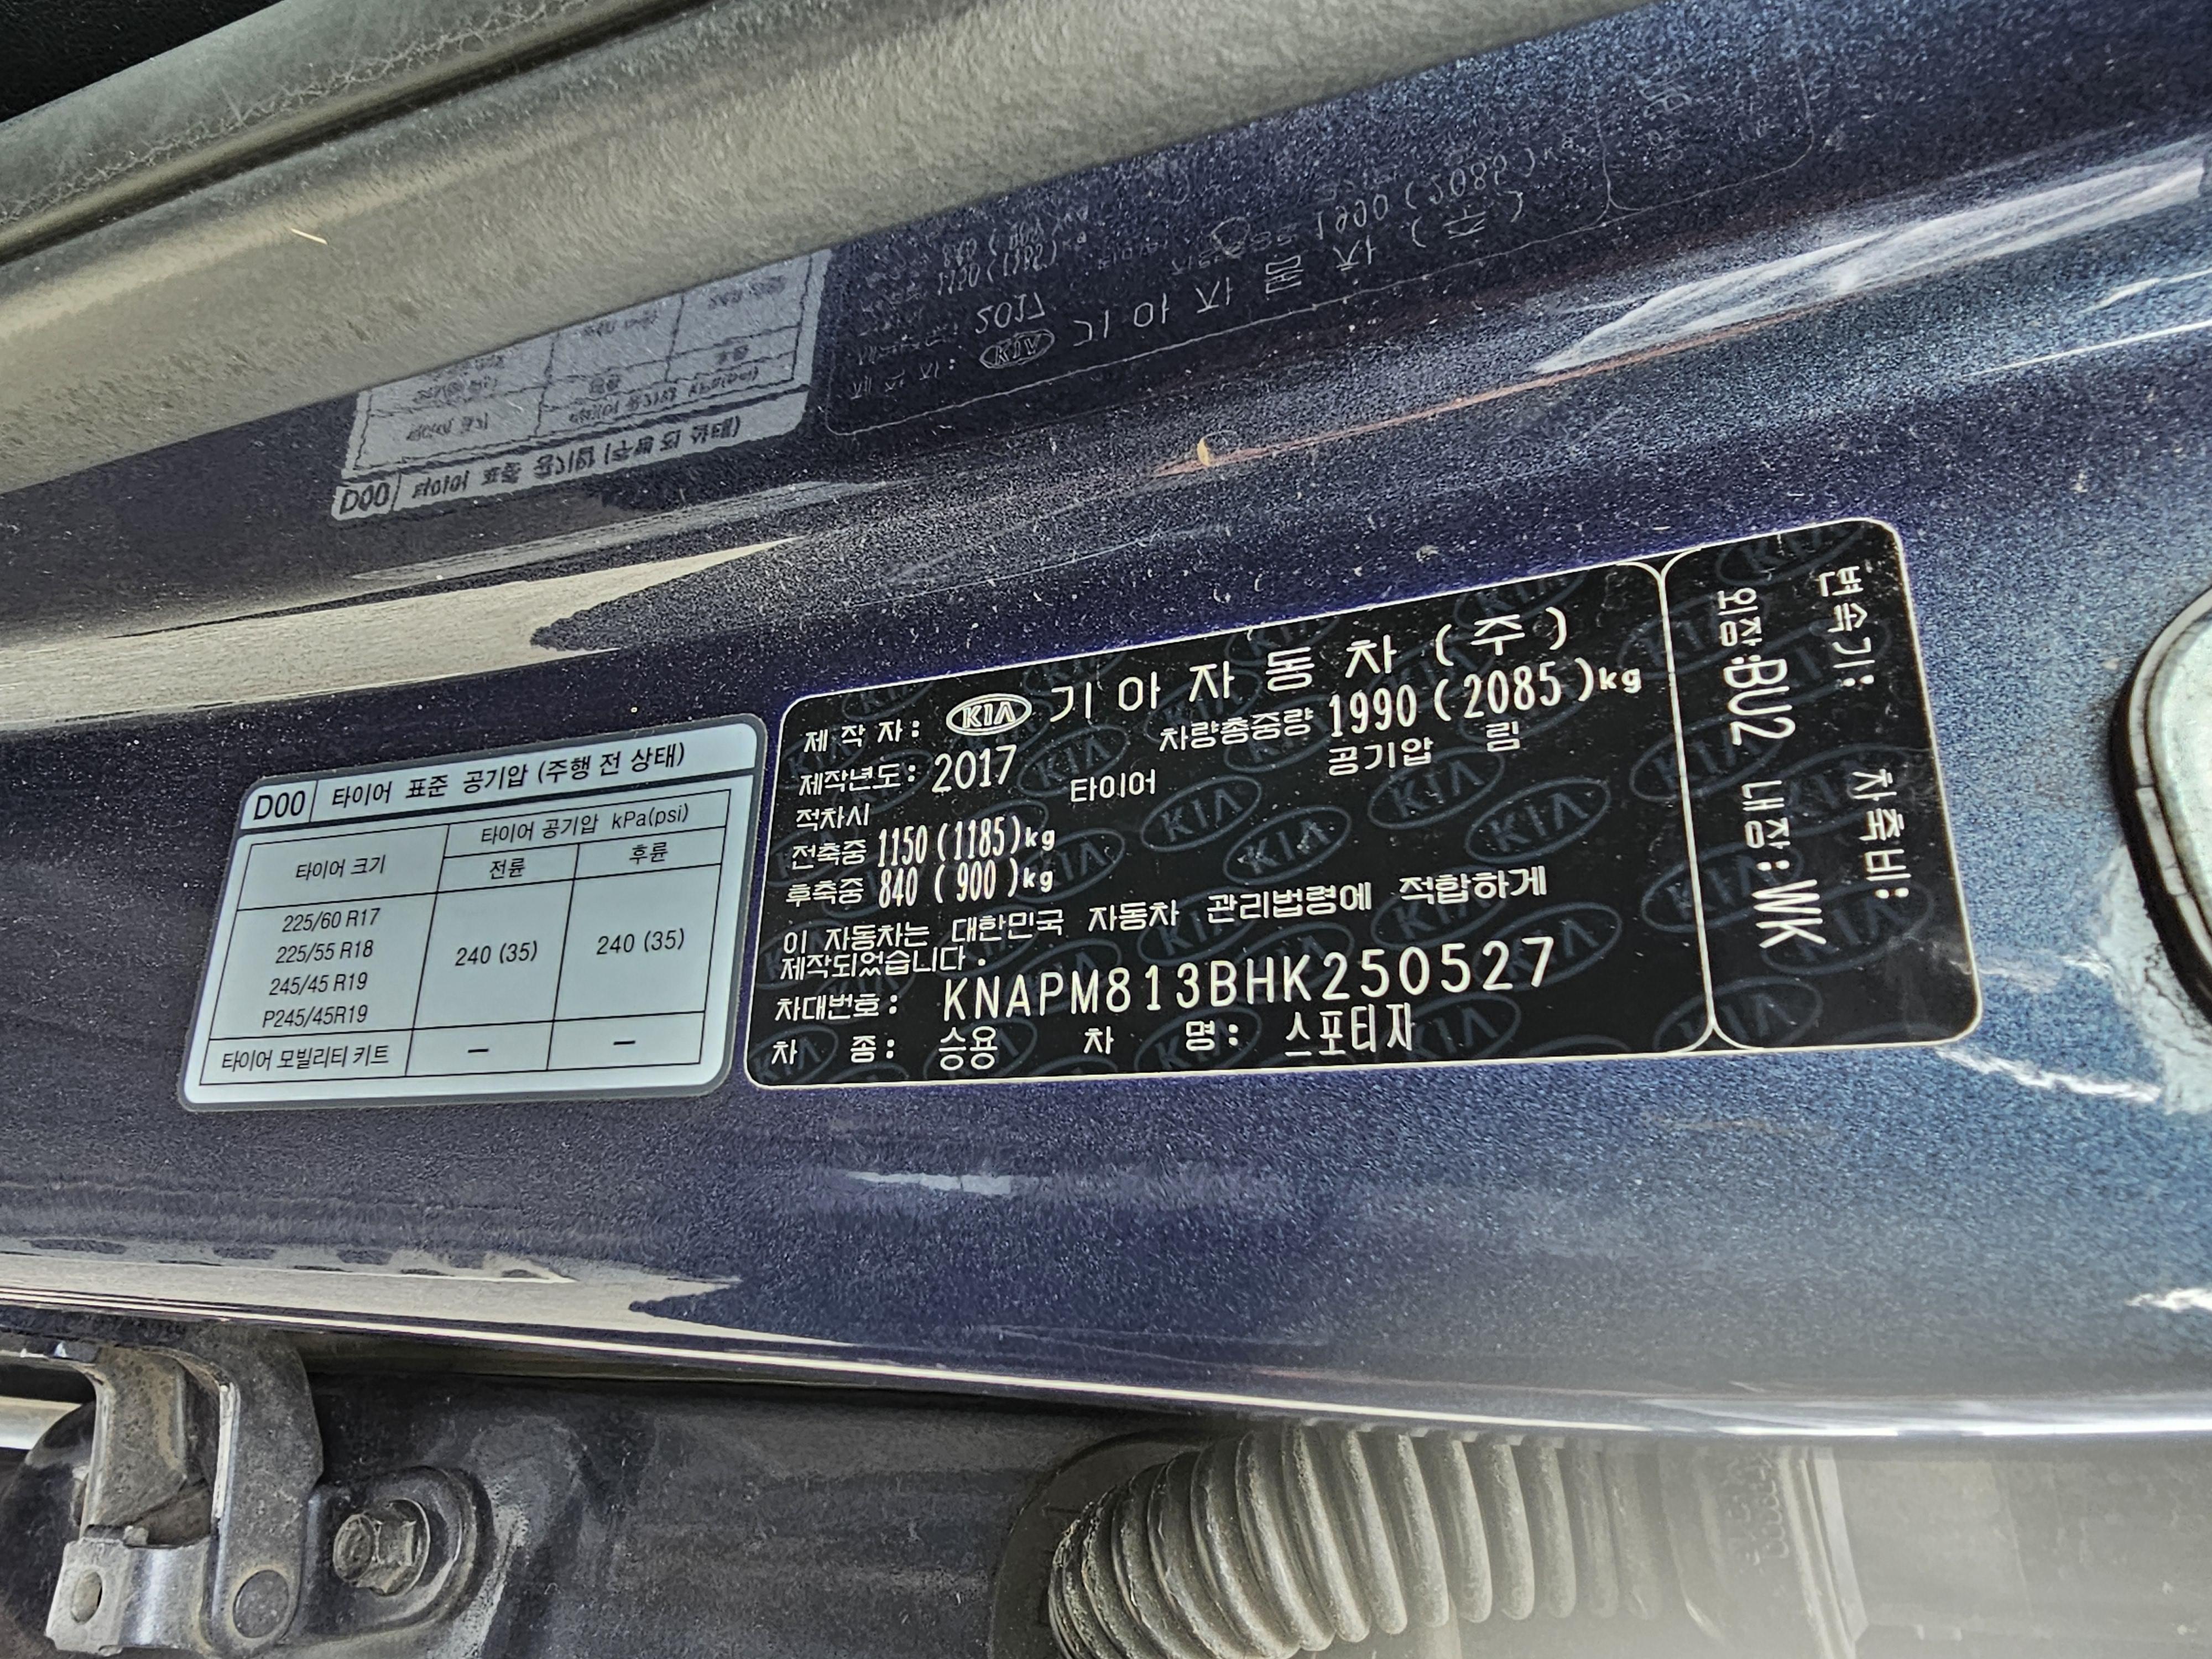 D00 타이어 표준 공기압 (주행 전 상태)
타이어 크기 타이어 공기압 kPa(psi)
전륜 후륜
225/60 R17
225/55 R18
245/45 R19
P245/45R19
240 (35) 240 (35)
타이어 모빌리티 키트 – –
제 작 자 : KIA 기 아 자 동 차 ( 주 )
제작년도 : 2017 차량총중량 1990 ( 2085 )kg
적차시 타이어 공기압 림
전축중 1150 (1185)kg
후축중 840 ( 900 )kg
이 자동차는 대한민국 자동차 관리법령에 적합하게
제작되었습니다 .
차대번호 : KNAPM813BHK250527
차 종 : 승용 차 명 : 스포티지
변속기 : 차축비 :
외장:BU2 내장 : WK